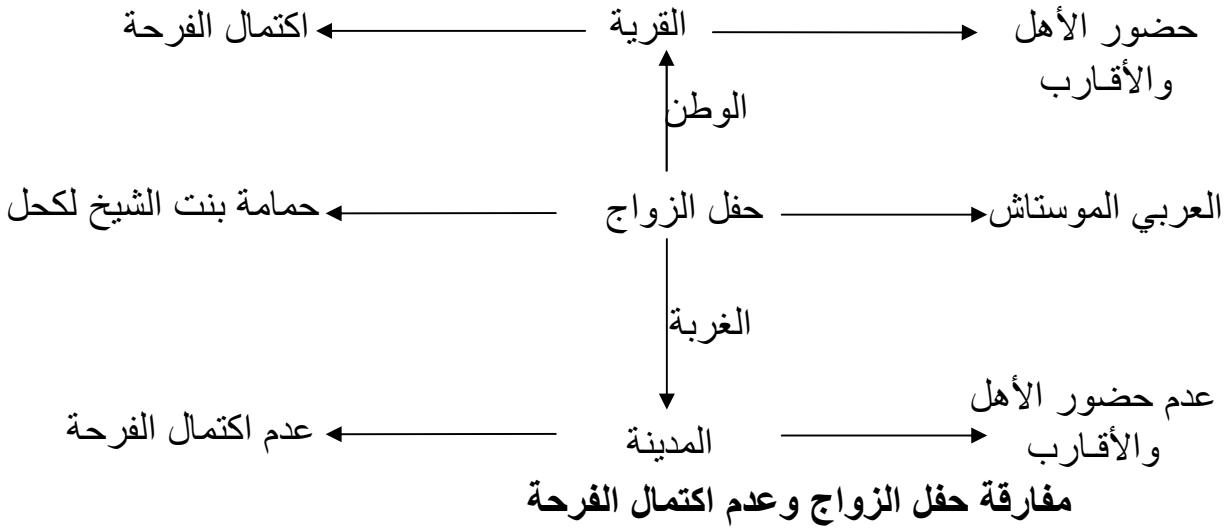 حضور الأهل
والأقارب
القرية
اكتمال الفرحة
الوطن
العربي الموستاش
حفل الزواج
حمامة بنت الشيخ لكحل
الغربة
عدم حضور الأهل
والأقارب
المدينة
عدم اكتمال الفرحة
مفارقة حفل الزواج وعدم اكتمال الفرحة